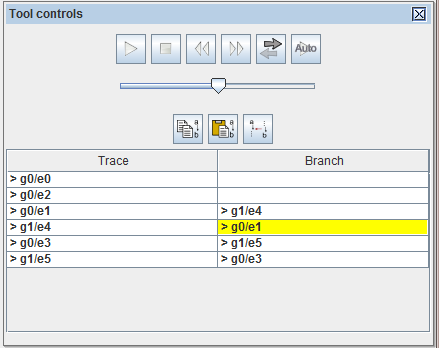 Tool controls
Auto
a b a b a b
Trace Branch
> g0/e0
> g0/e2
> g0/e1 > g1/e4
> g1/e4 > g0/e1
> g0/e3 > g1/e5
> g1/e5 > g0/e3